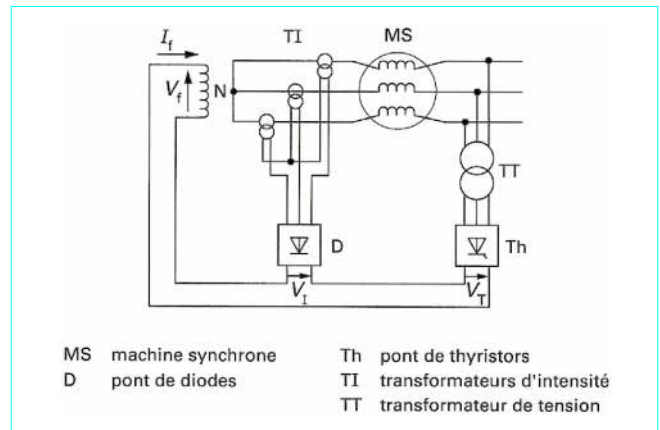 I_f
TI
MS
V_f
N
TT
D
Th
V_I
V_T
MS machine synchrone
D pont de diodes
Th pont de thyristors
TI transformateurs d'intensité
TT transformateur de tension